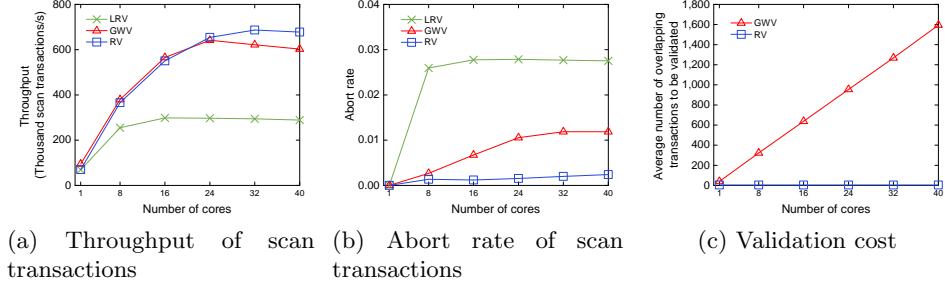 Throughput
(Thousand scan transactions/s)
800
600
400
200
0
LRV
GWV
RV
1 8 16 24 32 40
Number of cores
(a) Throughput of scan
transactions
Abort rate
0.04
0.03
0.02
0.01
0.00
LRV
GWV
RV
1 8 16 24 32 40
Number of cores
(b) Abort rate of scan
transactions
Average number of overlapping
transactions to be validated
1,800
1,600
1,400
1,200
1,000
800
600
400
200
0
GWV
RV
1 8 16 24 32 40
Number of cores
(c) Validation cost